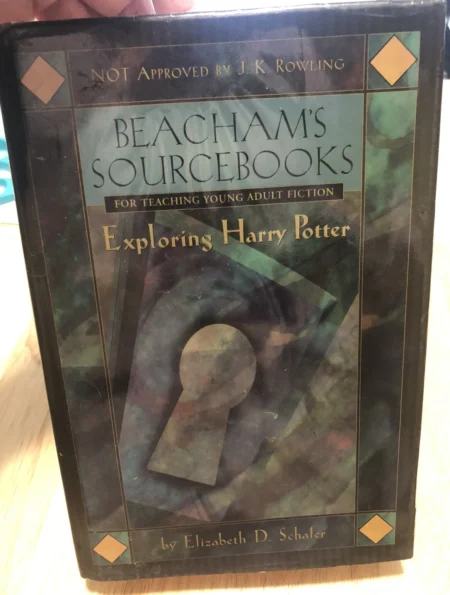 NOT APPROVED BY J. K. ROWLING
BEACHAM'S
SOURCEBOOKS
FOR TEACHING YOUNG ADULT FICTION
Exploring Harry Potter
by Elizabeth D. Schafer